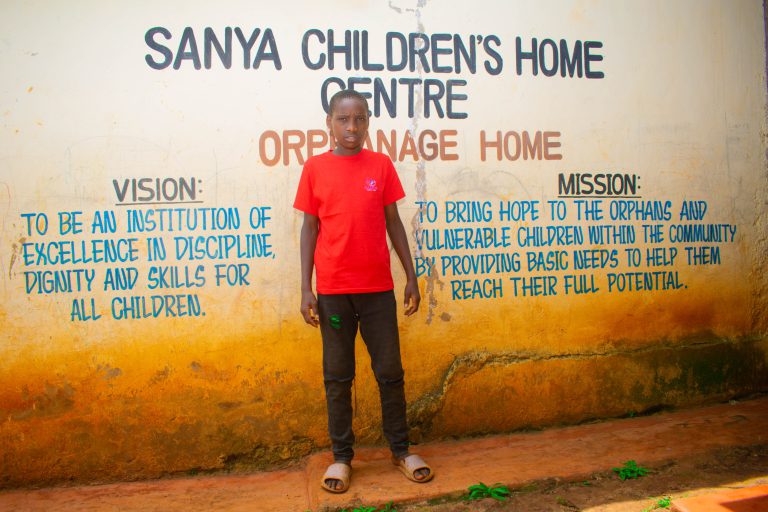 SANYA CHILDREN'S HOME
CENTRE
ORPHANAGE HOME
VISION:
TO BE AN INSTITUTION OF
EXCELLENCE IN DISCIPLINE,
DIGNITY AND SKILLS FOR
ALL CHILDREN.
MISSION:
TO BRING HOPE TO THE ORPHANS AND
VULNERABLE CHILDREN WITHIN THE COMMUNITY
BY PROVIDING BASIC NEEDS TO HELP THEM
REACH THEIR FULL POTENTIAL.